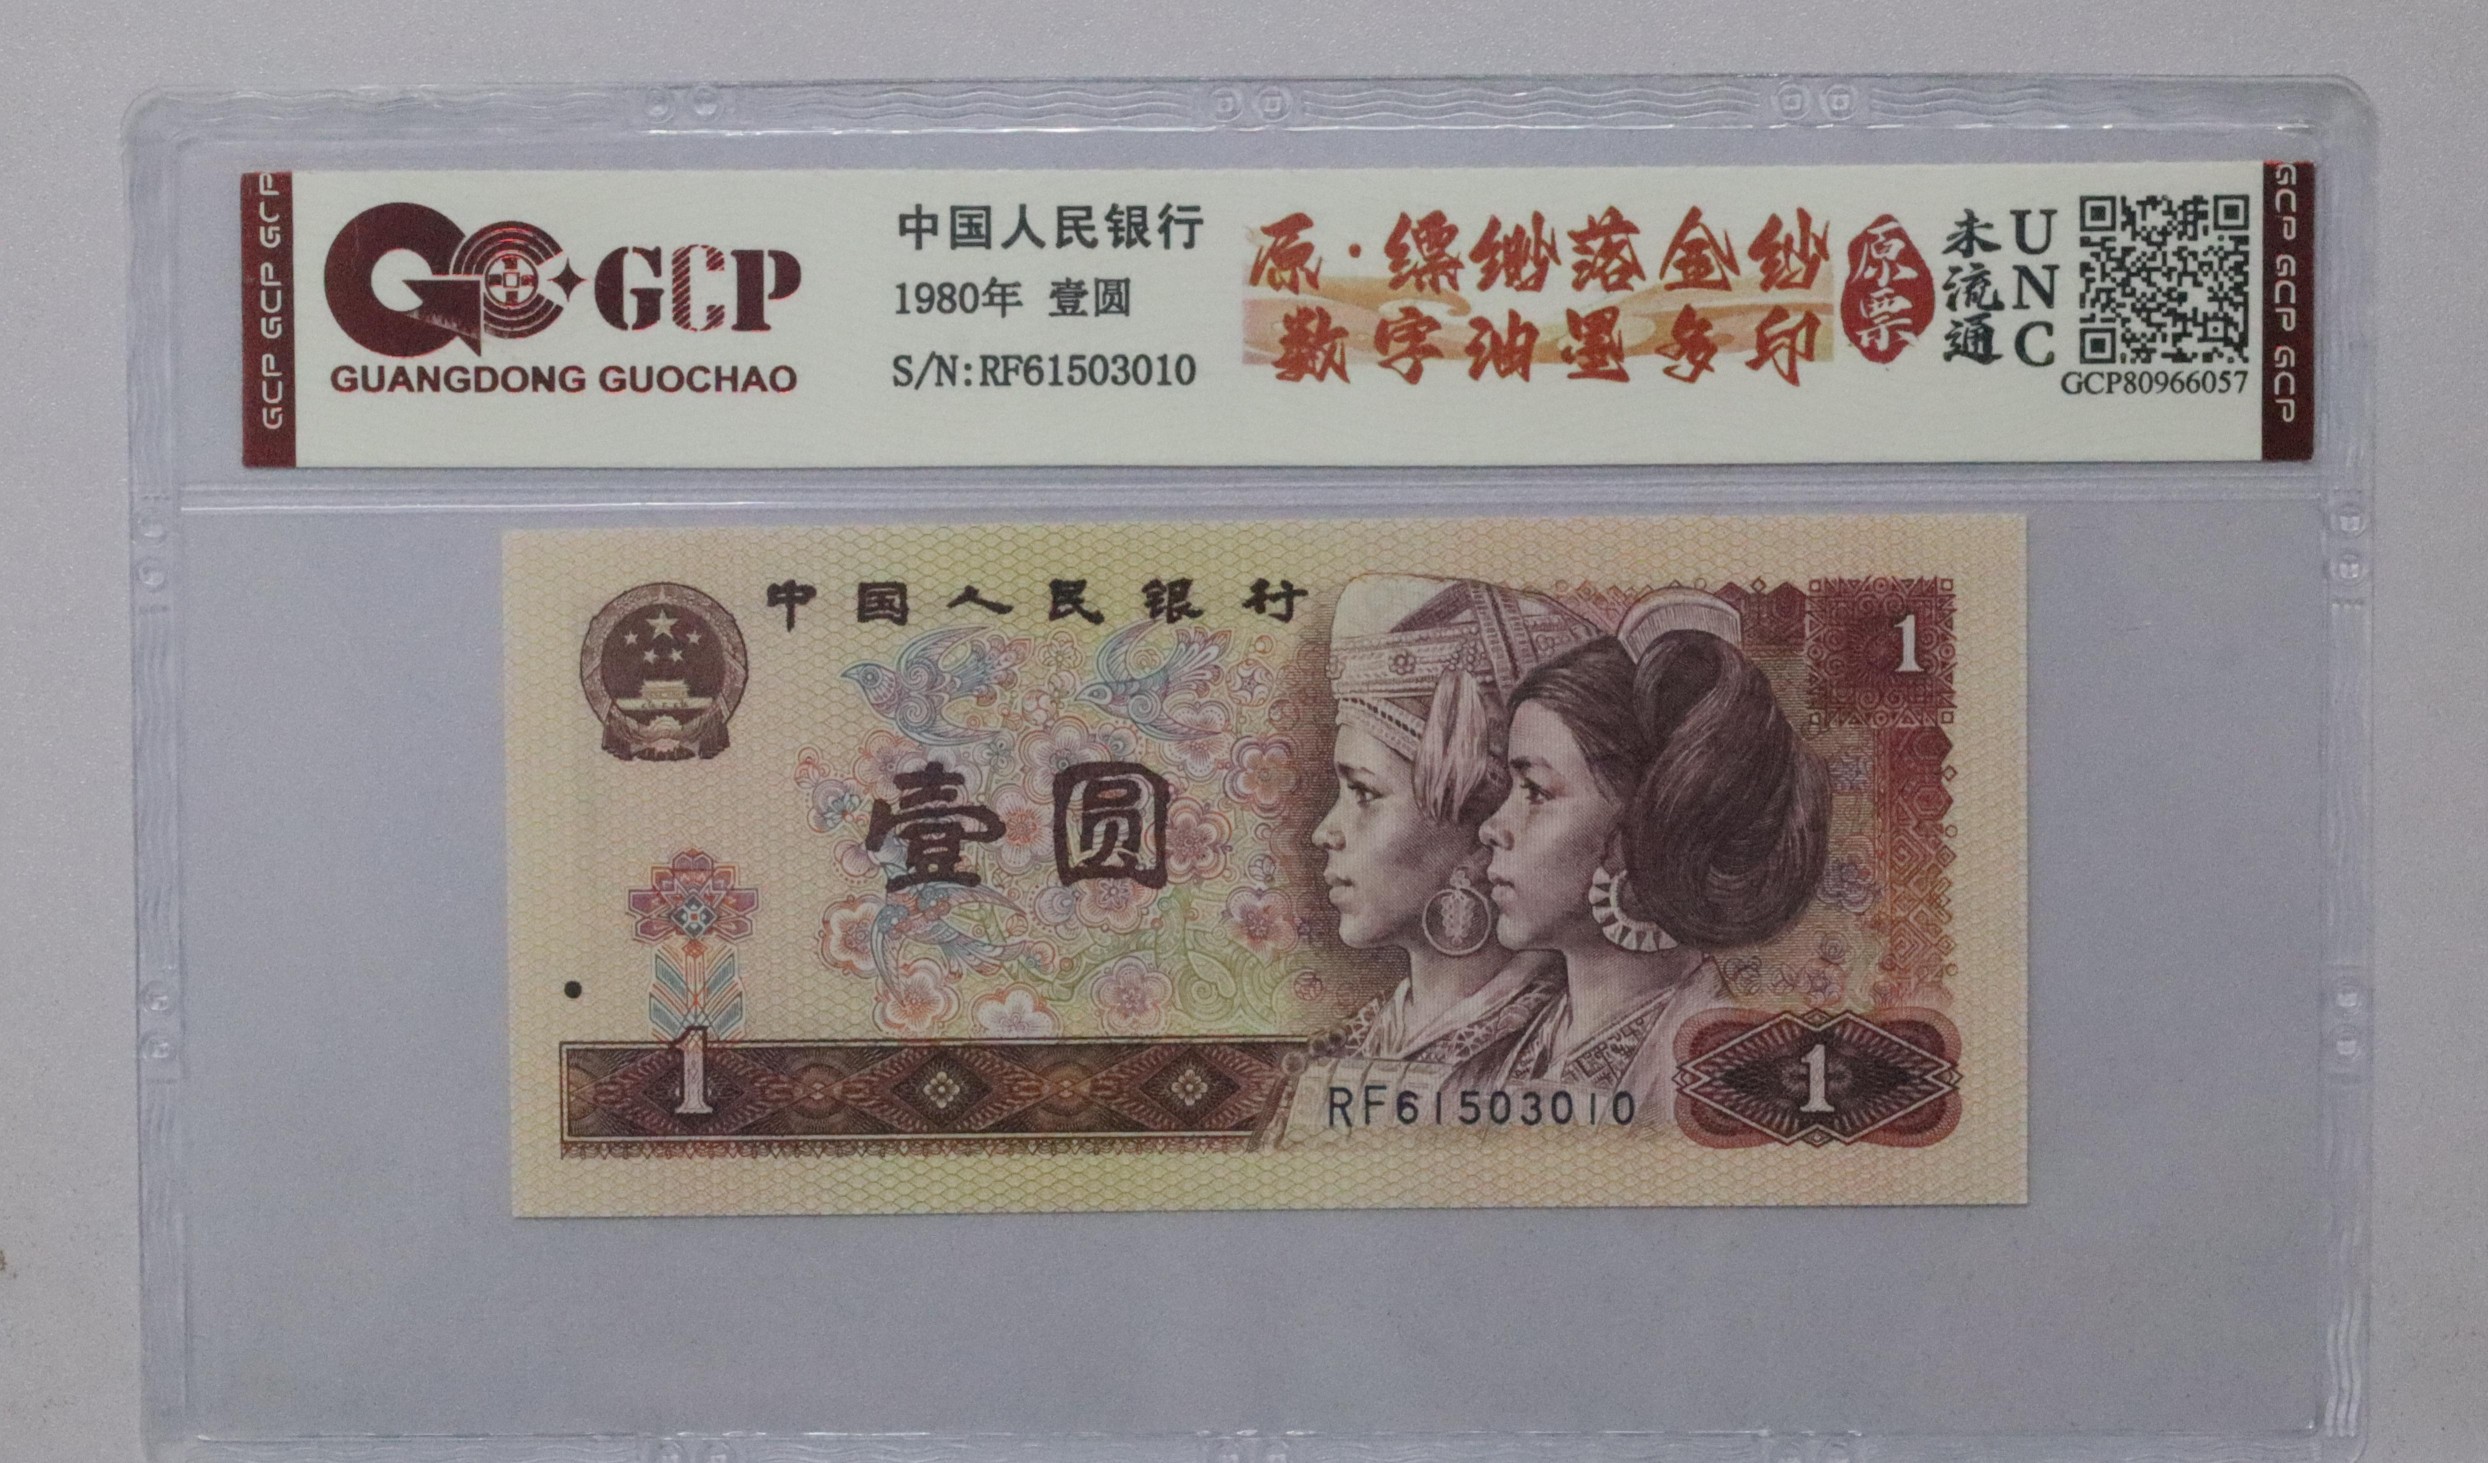 GCP GCP GCP
GCP
GUANGDONG GUOCHAO
中国人民银行
1980年 壹圆
S/N:RF61503010
原·缥缈落金纱
数字油墨多印
原票
未流通
UNC
GCP80966057
GCP GCP GCP
中国人民银行
1
壹圆
1
1
RF61503010